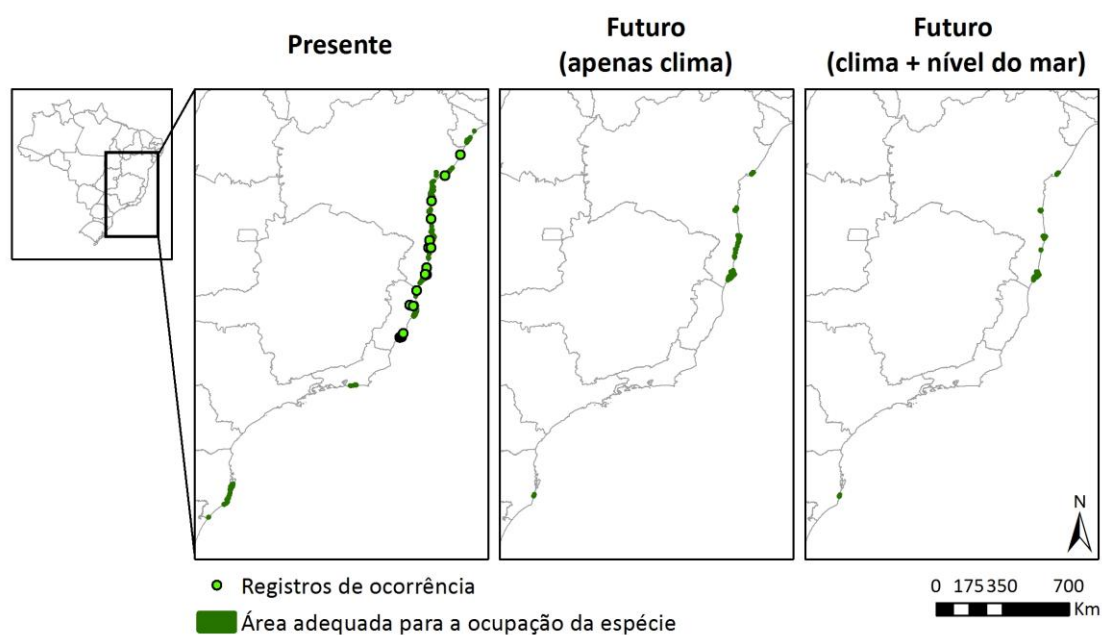 Presente
Futuro
(apenas clima)
Futuro
(clima + nível do mar)
N
0 175 350 700
Km
Registros de ocorrência
Área adequada para a ocupação da espécie